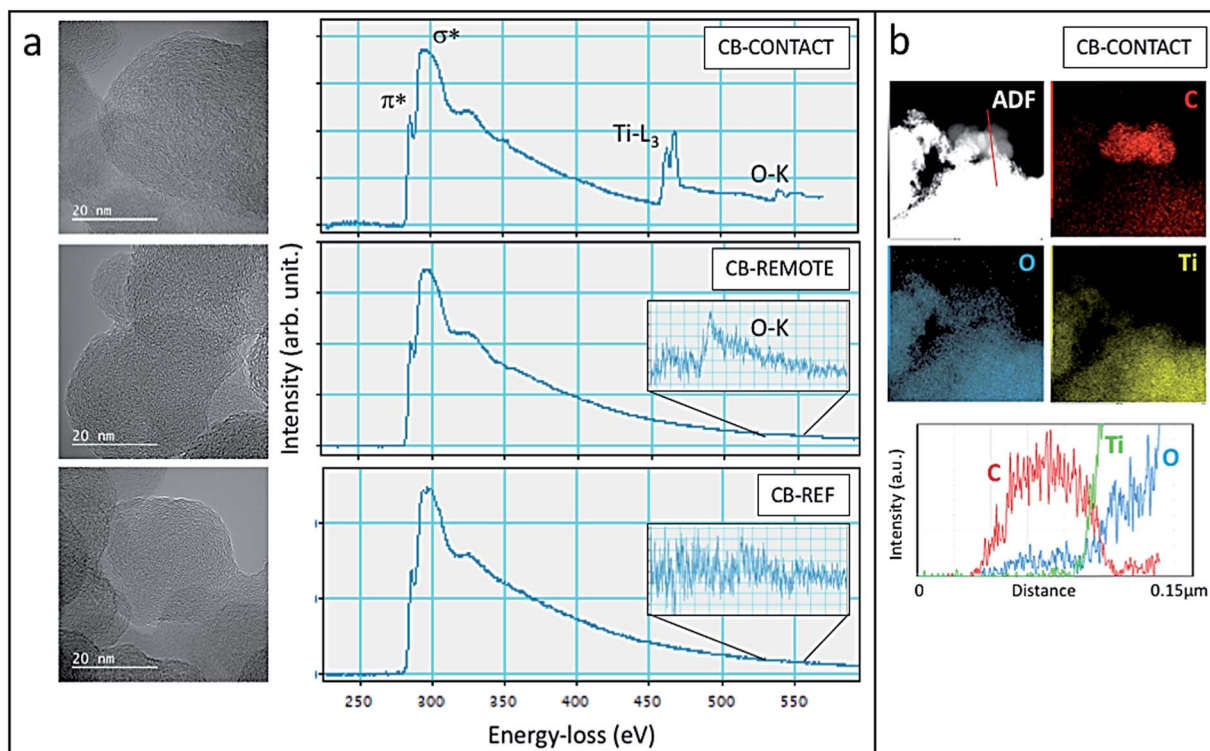 a
20 nm
20 nm
20 nm
Intensity (arb. unit.)
CB-CONTACT
σ*
π*
Ti-L3
O-K
CB-REMOTE
O-K
CB-REF
250 300 350 400 450 500 550
Energy-loss (eV)
b
CB-CONTACT
ADF
C
O
Ti
C
Ti
O
Intensity (a.u.)
0
Distance
0.15μm